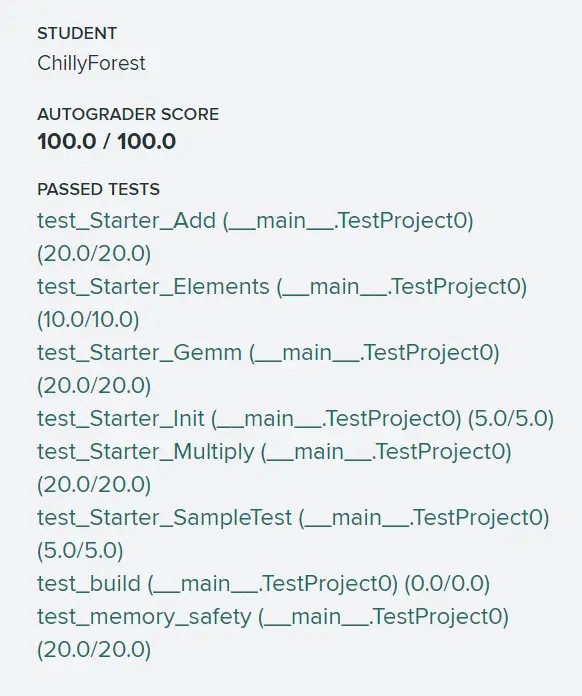 STUDENT
ChillyForest
AUTOGRADER SCORE
100.0 / 100.0
PASSED TESTS
test_Starter_Add (__main__.TestProject0)
(20.0/20.0)
test_Starter_Elements (__main__.TestProject0)
(10.0/10.0)
test_Starter_Gemm (__main__.TestProject0)
(20.0/20.0)
test_Starter_Init (__main__.TestProject0) (5.0/5.0)
test_Starter_Multiply (__main__.TestProject0)
(20.0/20.0)
test_Starter_SampleTest (__main__.TestProject0)
(5.0/5.0)
test_build (__main__.TestProject0) (0.0/0.0)
test_memory_safety (__main__.TestProject0)
(20.0/20.0)